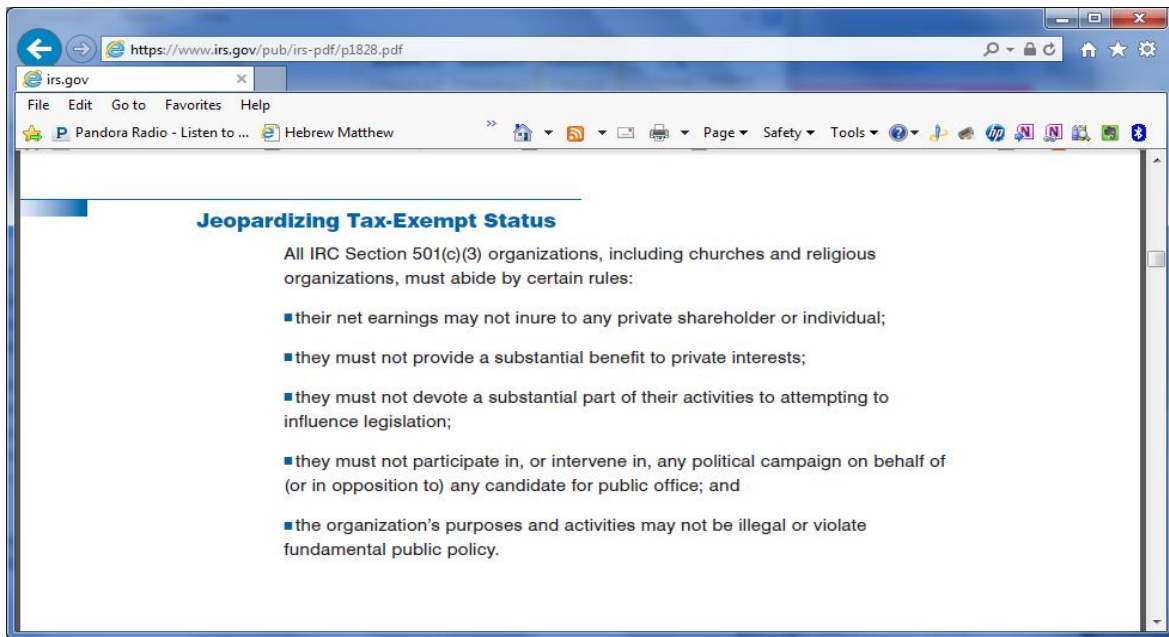 https://www.irs.gov/pub/irs-pdf/p1828.pdf
irs.gov
File Edit Go to Favorites Help
Pandora Radio - Listen to ... Hebrew Matthew » Page Safety Tools
Jeopardizing Tax-Exempt Status
All IRC Section 501(c)(3) organizations, including churches and religious
organizations, must abide by certain rules:
■ their net earnings may not inure to any private shareholder or individual;
■ they must not provide a substantial benefit to private interests;
■ they must not devote a substantial part of their activities to attempting to
influence legislation;
■ they must not participate in, or intervene in, any political campaign on behalf of
(or in opposition to) any candidate for public office; and
■ the organization's purposes and activities may not be illegal or violate
fundamental public policy.